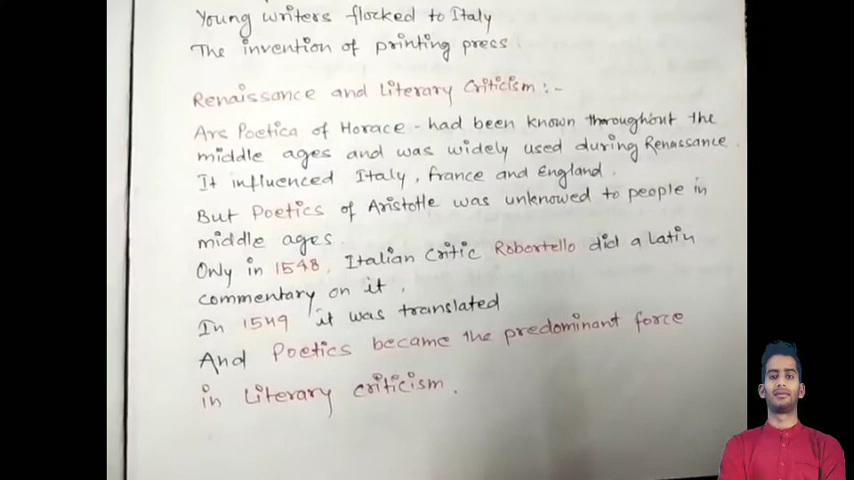 Young writers flocked to Italy
The invention of printing press
Renaissance and Literary Criticism :-
Ars Poetica of Horace - had been known thoroughout the
middle ages and was widely used during Renassance
It influenced Italy, france and England.
But Poetics of Aristotle was unknowed to people in
middle ages.
Only in 1548, Italian Critic Robortello did a latin
commentary on it.
In 1549 it was translated
And Poetics became the predominant force
in Literary criticism.